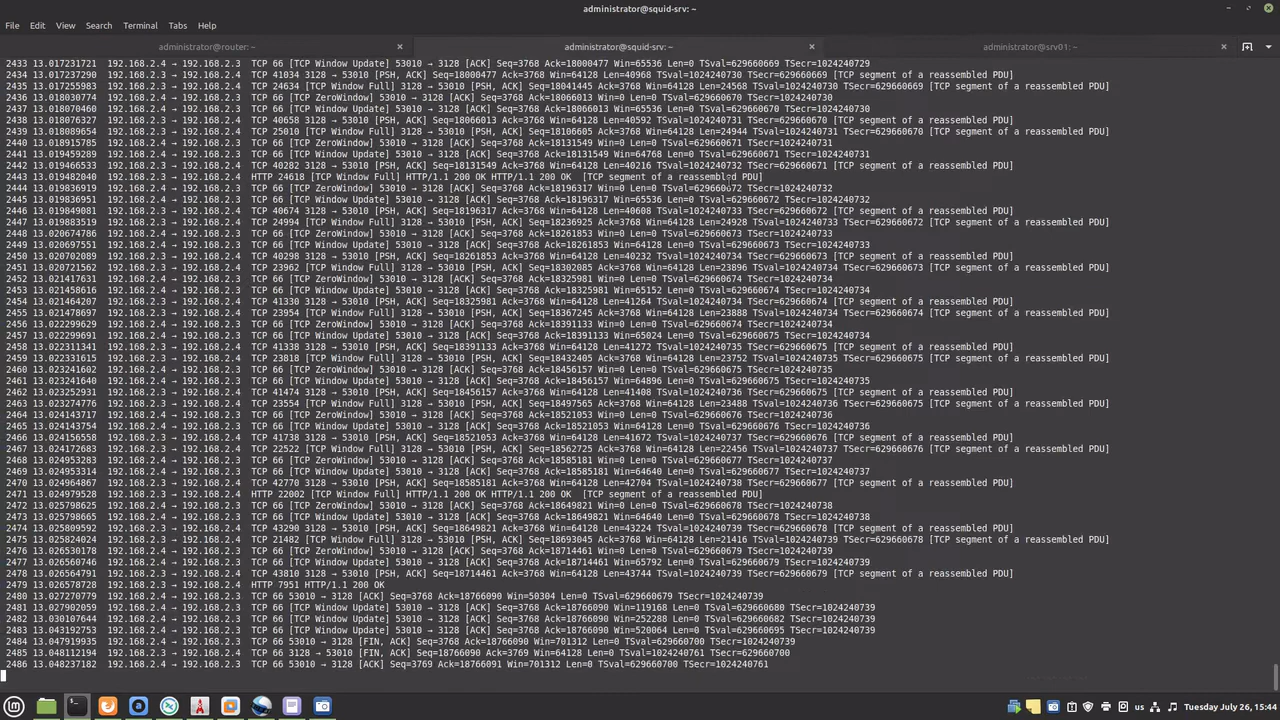 administrator@squid-srv: ~
File Edit View Search Terminal Tabs Help
administrator@router: ~ administrator@squid-srv: ~ administrator@srv01: ~
2433 13.017231721 192.168.2.4 → 192.168.2.3 TCP 66 [TCP Window Update] 53010 → 3128 [ACK] Seq=3768 Ack=18000477 Win=65536 Len=0 TSval=629660669 TSecr=1024240729
2434 13.017237290 192.168.2.3 → 192.168.2.4 TCP 41034 3128 → 53010 [PSH, ACK] Seq=18000477 Ack=3768 Win=64128 Len=40968 TSval=1024240730 TSecr=629660669 [TCP segment of a reassembled PDU]
2435 13.017255983 192.168.2.3 → 192.168.2.4 TCP 24634 [TCP Window Full] 3128 → 53010 [PSH, ACK] Seq=18041445 Ack=3768 Win=64128 Len=24568 TSval=1024240730 TSecr=629660669 [TCP segment of a reassembled PDU]
2436 13.018030774 192.168.2.4 → 192.168.2.3 TCP 66 [TCP ZeroWindow] 53010 → 3128 [ACK] Seq=3768 Ack=18066013 Win=0 Len=0 TSval=629660670 TSecr=1024240730
2437 13.018070460 192.168.2.4 → 192.168.2.3 TCP 66 [TCP Window Update] 53010 → 3128 [ACK] Seq=3768 Ack=18066013 Win=65536 Len=0 TSval=629660670 TSecr=1024240730
2438 13.018076327 192.168.2.3 → 192.168.2.4 TCP 40658 3128 → 53010 [PSH, ACK] Seq=18066013 Ack=3768 Win=64128 Len=40592 TSval=1024240731 TSecr=629660670 [TCP segment of a reassembled PDU]
2439 13.018089654 192.168.2.3 → 192.168.2.4 TCP 25010 [TCP Window Full] 3128 → 53010 [PSH, ACK] Seq=18106605 Ack=3768 Win=64128 Len=24944 TSval=1024240731 TSecr=629660670 [TCP segment of a reassembled PDU]
2440 13.018915785 192.168.2.4 → 192.168.2.3 TCP 66 [TCP ZeroWindow] 53010 → 3128 [ACK] Seq=3768 Ack=18131549 Win=0 Len=0 TSval=629660671 TSecr=1024240731
2441 13.019459289 192.168.2.4 → 192.168.2.3 TCP 66 [TCP Window Update] 53010 → 3128 [ACK] Seq=3768 Ack=18131549 Win=64768 Len=0 TSval=629660671 TSecr=1024240731
2442 13.019466533 192.168.2.3 → 192.168.2.4 TCP 40282 3128 → 53010 [PSH, ACK] Seq=18131549 Ack=3768 Win=64128 Len=40216 TSval=1024240732 TSecr=629660671 [TCP segment of a reassembled PDU]
2443 13.019482040 192.168.2.3 → 192.168.2.4 HTTP 24618 [TCP Window Full] HTTP/1.1 200 OK HTTP/1.1 200 OK [TCP segment of a reassembled PDU]
2444 13.019836919 192.168.2.4 → 192.168.2.3 TCP 66 [TCP ZeroWindow] 53010 → 3128 [ACK] Seq=3768 Ack=18196317 Win=0 Len=0 TSval=629660672 TSecr=1024240732
2445 13.019836951 192.168.2.4 → 192.168.2.3 TCP 66 [TCP Window Update] 53010 → 3128 [ACK] Seq=3768 Ack=18196317 Win=65536 Len=0 TSval=629660672 TSecr=1024240732
2446 13.019849081 192.168.2.3 → 192.168.2.4 TCP 40674 3128 → 53010 [PSH, ACK] Seq=18196317 Ack=3768 Win=64128 Len=40608 TSval=1024240733 TSecr=629660672 [TCP segment of a reassembled PDU]
2447 13.019883519 192.168.2.3 → 192.168.2.4 TCP 24994 [TCP Window Full] 3128 → 53010 [PSH, ACK] Seq=18236925 Ack=3768 Win=64128 Len=24928 TSval=1024240733 TSecr=629660672 [TCP segment of a reassembled PDU]
2448 13.020674786 192.168.2.4 → 192.168.2.3 TCP 66 [TCP ZeroWindow] 53010 → 3128 [ACK] Seq=3768 Ack=18261853 Win=0 Len=0 TSval=629660673 TSecr=1024240733
2449 13.020697551 192.168.2.4 → 192.168.2.3 TCP 66 [TCP Window Update] 53010 → 3128 [ACK] Seq=3768 Ack=18261853 Win=64128 Len=0 TSval=629660673 TSecr=1024240733
2450 13.020702089 192.168.2.3 → 192.168.2.4 TCP 40298 3128 → 53010 [PSH, ACK] Seq=18261853 Ack=3768 Win=64128 Len=40232 TSval=1024240734 TSecr=629660673 [TCP segment of a reassembled PDU]
2451 13.020721562 192.168.2.3 → 192.168.2.4 TCP 23962 [TCP Window Full] 3128 → 53010 [PSH, ACK] Seq=18302085 Ack=3768 Win=64128 Len=23896 TSval=1024240734 TSecr=629660673 [TCP segment of a reassembled PDU]
2452 13.021417631 192.168.2.4 → 192.168.2.3 TCP 66 [TCP ZeroWindow] 53010 → 3128 [ACK] Seq=3768 Ack=18325981 Win=0 Len=0 TSval=629660674 TSecr=1024240734
2453 13.021458616 192.168.2.4 → 192.168.2.3 TCP 66 [TCP Window Update] 53010 → 3128 [ACK] Seq=3768 Ack=18325981 Win=65152 Len=0 TSval=629660674 TSecr=1024240734
2454 13.021464207 192.168.2.3 → 192.168.2.4 TCP 41330 3128 → 53010 [PSH, ACK] Seq=18325981 Ack=3768 Win=64128 Len=41264 TSval=1024240734 TSecr=629660674 [TCP segment of a reassembled PDU]
2455 13.021478697 192.168.2.3 → 192.168.2.4 TCP 23954 [TCP Window Full] 3128 → 53010 [PSH, ACK] Seq=18367245 Ack=3768 Win=64128 Len=23888 TSval=1024240734 TSecr=629660674 [TCP segment of a reassembled PDU]
2456 13.022299629 192.168.2.4 → 192.168.2.3 TCP 66 [TCP ZeroWindow] 53010 → 3128 [ACK] Seq=3768 Ack=18391133 Win=0 Len=0 TSval=629660675 TSecr=1024240734
2457 13.022299691 192.168.2.4 → 192.168.2.3 TCP 66 [TCP Window Update] 53010 → 3128 [ACK] Seq=3768 Ack=18391133 Win=65024 Len=0 TSval=629660675 TSecr=1024240734
2458 13.022311341 192.168.2.3 → 192.168.2.4 TCP 41338 3128 → 53010 [PSH, ACK] Seq=18391133 Ack=3768 Win=64128 Len=41272 TSval=1024240735 TSecr=629660675 [TCP segment of a reassembled PDU]
2459 13.022331615 192.168.2.3 → 192.168.2.4 TCP 23818 [TCP Window Full] 3128 → 53010 [PSH, ACK] Seq=18432405 Ack=3768 Win=64128 Len=23752 TSval=1024240735 TSecr=629660675 [TCP segment of a reassembled PDU]
2460 13.023241602 192.168.2.4 → 192.168.2.3 TCP 66 [TCP ZeroWindow] 53010 → 3128 [ACK] Seq=3768 Ack=18456157 Win=0 Len=0 TSval=629660675 TSecr=1024240735
2461 13.023241640 192.168.2.4 → 192.168.2.3 TCP 66 [TCP Window Update] 53010 → 3128 [ACK] Seq=3768 Ack=18456157 Win=64896 Len=0 TSval=629660675 TSecr=1024240735
2462 13.023252931 192.168.2.3 → 192.168.2.4 TCP 41474 3128 → 53010 [PSH, ACK] Seq=18456157 Ack=3768 Win=64128 Len=41408 TSval=1024240736 TSecr=629660675 [TCP segment of a reassembled PDU]
2463 13.023274776 192.168.2.3 → 192.168.2.4 TCP 23554 [TCP Window Full] 3128 → 53010 [PSH, ACK] Seq=18497565 Ack=3768 Win=64128 Len=23488 TSval=1024240736 TSecr=629660675 [TCP segment of a reassembled PDU]
2464 13.024143717 192.168.2.4 → 192.168.2.3 TCP 66 [TCP ZeroWindow] 53010 → 3128 [ACK] Seq=3768 Ack=18521053 Win=0 Len=0 TSval=629660676 TSecr=1024240736
2465 13.024143754 192.168.2.4 → 192.168.2.3 TCP 66 [TCP Window Update] 53010 → 3128 [ACK] Seq=3768 Ack=18521053 Win=64128 Len=0 TSval=629660676 TSecr=1024240736
2466 13.024156558 192.168.2.3 → 192.168.2.4 TCP 41738 3128 → 53010 [PSH, ACK] Seq=18521053 Ack=3768 Win=64128 Len=41672 TSval=1024240737 TSecr=629660676 [TCP segment of a reassembled PDU]
2467 13.024172683 192.168.2.3 → 192.168.2.4 TCP 22522 [TCP Window Full] 3128 → 53010 [PSH, ACK] Seq=18562725 Ack=3768 Win=64128 Len=22456 TSval=1024240737 TSecr=629660676 [TCP segment of a reassembled PDU]
2468 13.024953283 192.168.2.4 → 192.168.2.3 TCP 66 [TCP ZeroWindow] 53010 → 3128 [ACK] Seq=3768 Ack=18585181 Win=0 Len=0 TSval=629660677 TSecr=1024240737
2469 13.024953314 192.168.2.4 → 192.168.2.3 TCP 66 [TCP Window Update] 53010 → 3128 [ACK] Seq=3768 Ack=18585181 Win=64640 Len=0 TSval=629660677 TSecr=1024240737
2470 13.024964867 192.168.2.3 → 192.168.2.4 TCP 42770 3128 → 53010 [PSH, ACK] Seq=18585181 Ack=3768 Win=64128 Len=42704 TSval=1024240738 TSecr=629660677 [TCP segment of a reassembled PDU]
2471 13.024979528 192.168.2.3 → 192.168.2.4 HTTP 22002 [TCP Window Full] HTTP/1.1 200 OK HTTP/1.1 200 OK [TCP segment of a reassembled PDU]
2472 13.025798625 192.168.2.4 → 192.168.2.3 TCP 66 [TCP ZeroWindow] 53010 → 3128 [ACK] Seq=3768 Ack=18649821 Win=0 Len=0 TSval=629660678 TSecr=1024240738
2473 13.025798665 192.168.2.4 → 192.168.2.3 TCP 66 [TCP Window Update] 53010 → 3128 [ACK] Seq=3768 Ack=18649821 Win=64640 Len=0 TSval=629660678 TSecr=1024240738
2474 13.025809592 192.168.2.3 → 192.168.2.4 TCP 43290 3128 → 53010 [PSH, ACK] Seq=18649821 Ack=3768 Win=64128 Len=43224 TSval=1024240739 TSecr=629660678 [TCP segment of a reassembled PDU]
2475 13.025824024 192.168.2.3 → 192.168.2.4 TCP 21482 [TCP Window Full] 3128 → 53010 [PSH, ACK] Seq=18693045 Ack=3768 Win=64128 Len=21416 TSval=1024240739 TSecr=629660678 [TCP segment of a reassembled PDU]
2476 13.026530178 192.168.2.4 → 192.168.2.3 TCP 66 [TCP ZeroWindow] 53010 → 3128 [ACK] Seq=3768 Ack=18714461 Win=0 Len=0 TSval=629660679 TSecr=1024240739
2477 13.026560746 192.168.2.4 → 192.168.2.3 TCP 66 [TCP Window Update] 53010 → 3128 [ACK] Seq=3768 Ack=18714461 Win=65792 Len=0 TSval=629660679 TSecr=1024240739
2478 13.026564791 192.168.2.3 → 192.168.2.4 TCP 43810 3128 → 53010 [PSH, ACK] Seq=18714461 Ack=3768 Win=64128 Len=43744 TSval=1024240739 TSecr=629660679 [TCP segment of a reassembled PDU]
2479 13.026578728 192.168.2.3 → 192.168.2.4 HTTP 7951 HTTP/1.1 200 OK
2480 13.027270779 192.168.2.4 → 192.168.2.3 TCP 66 53010 → 3128 [ACK] Seq=3768 Ack=18766090 Win=50304 Len=0 TSval=629660679 TSecr=1024240739
2481 13.027902059 192.168.2.4 → 192.168.2.3 TCP 66 [TCP Window Update] 53010 → 3128 [ACK] Seq=3768 Ack=18766090 Win=119168 Len=0 TSval=629660680 TSecr=1024240739
2482 13.030107644 192.168.2.4 → 192.168.2.3 TCP 66 [TCP Window Update] 53010 → 3128 [ACK] Seq=3768 Ack=18766090 Win=252288 Len=0 TSval=629660682 TSecr=1024240739
2483 13.043192753 192.168.2.4 → 192.168.2.3 TCP 66 [TCP Window Update] 53010 → 3128 [ACK] Seq=3768 Ack=18766090 Win=520064 Len=0 TSval=629660695 TSecr=1024240739
2484 13.047919935 192.168.2.4 → 192.168.2.3 TCP 66 53010 → 3128 [FIN, ACK] Seq=3768 Ack=18766090 Win=701312 Len=0 TSval=629660700 TSecr=1024240739
2485 13.048112194 192.168.2.3 → 192.168.2.4 TCP 66 3128 → 53010 [FIN, ACK] Seq=18766090 Ack=3769 Win=64128 Len=0 TSval=1024240761 TSecr=629660700
2486 13.048237182 192.168.2.4 → 192.168.2.3 TCP 66 53010 → 3128 [ACK] Seq=3769 Ack=18766091 Win=701312 Len=0 TSval=629660700 TSecr=1024240761
us Tuesday July 26, 15:44